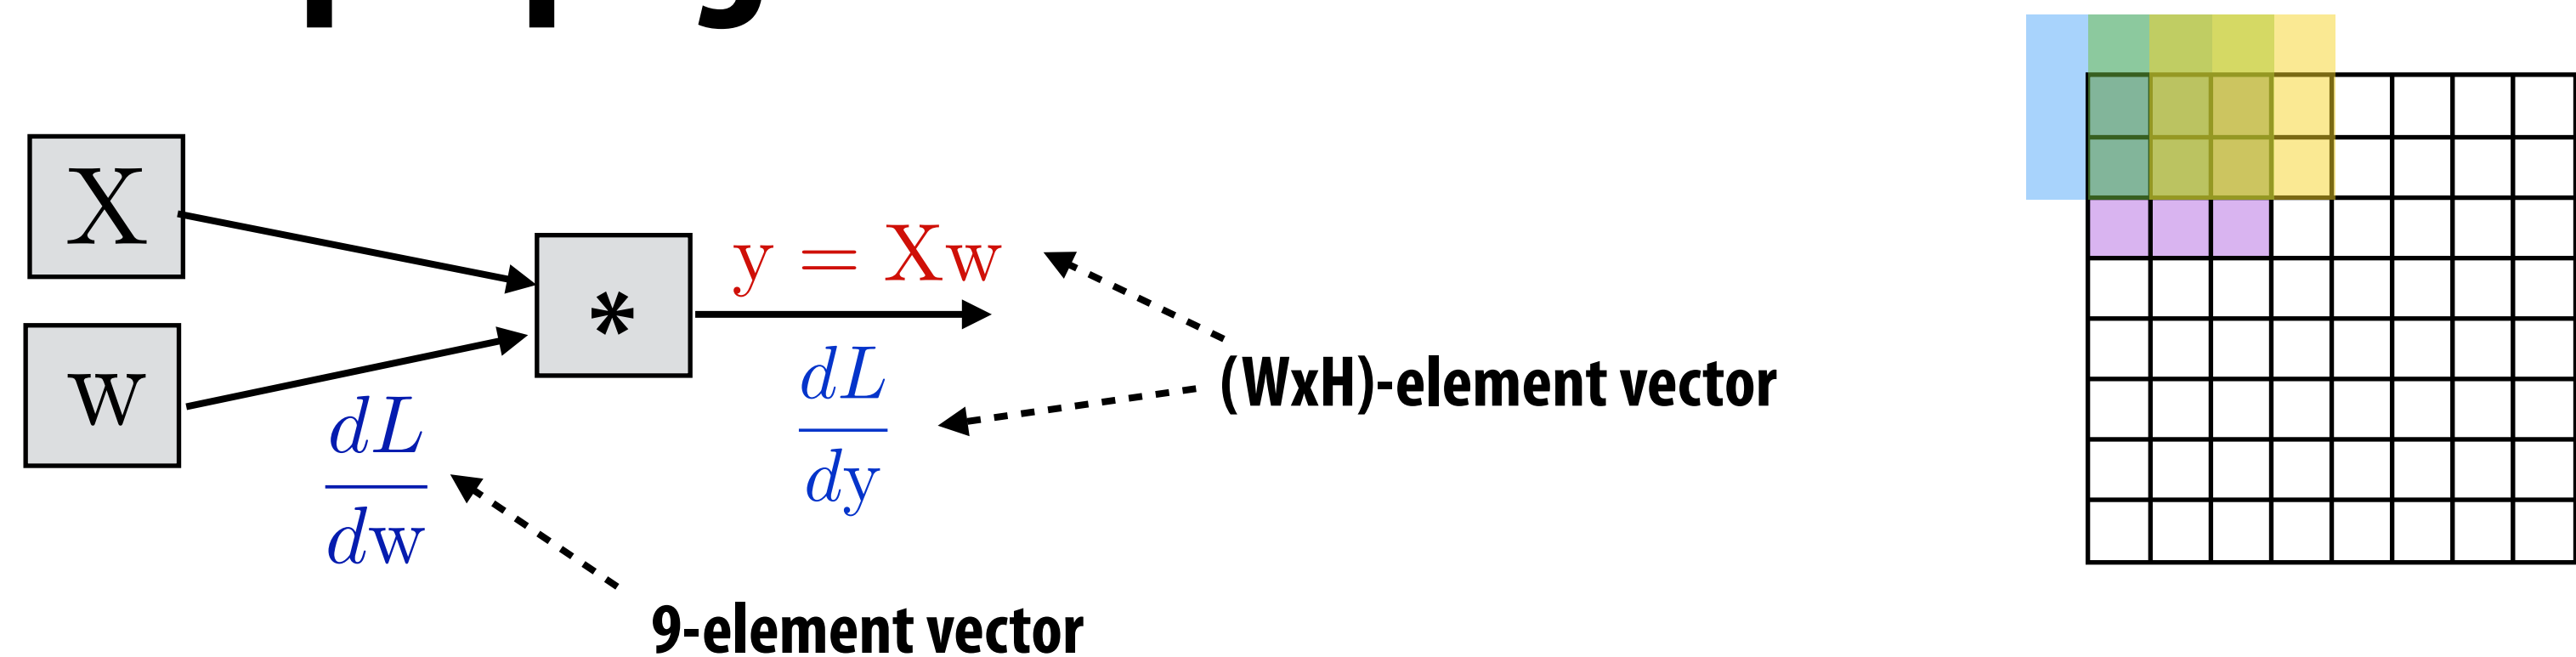 X
*
y = Xw
w
dL
dy
(WxH)-element vector
dL
dw
9-element vector